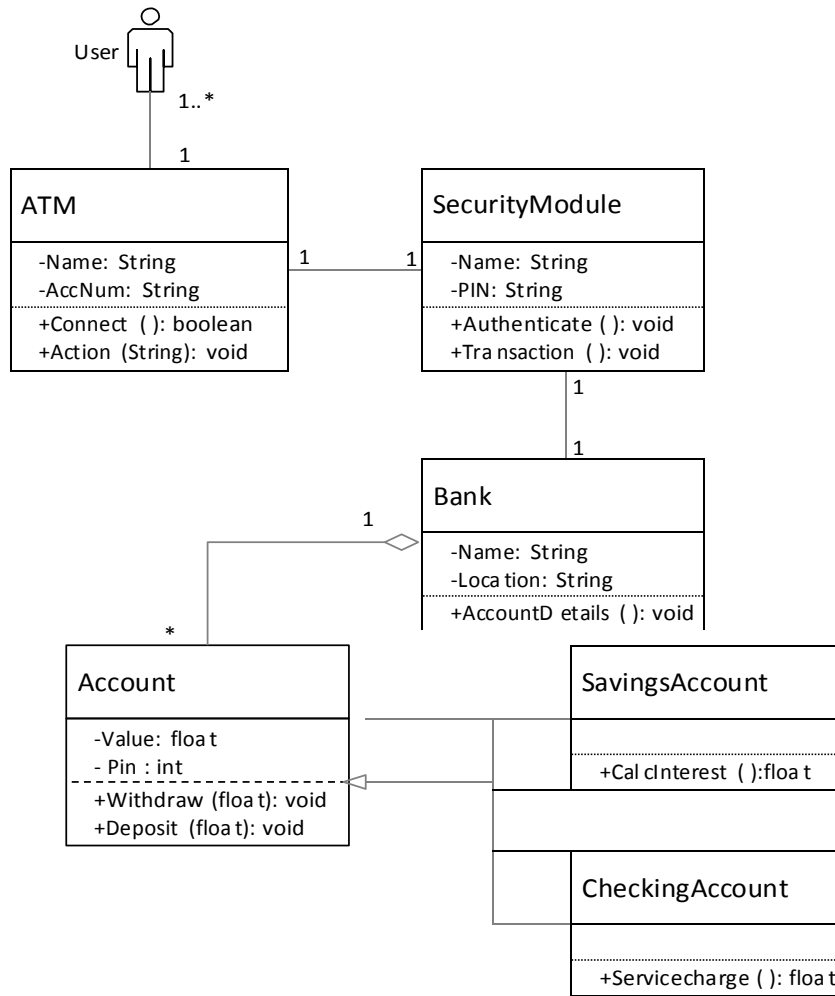 User
1..*
1
ATM
-Name: String
-AccNum: String
+Connect ( ): boolean
+Action (String): void
1
1
SecurityModule
-Name: String
-PIN: String
+Authenticate ( ): void
+Transaction ( ): void
1
1
Bank
-Name: String
-Location: String
+AccountD etails ( ): void
1
*
Account
-Value: float
- Pin : int
+Withdraw (float): void
+Deposit (float): void
SavingsAccount
+CalcInterest ( ):float
CheckingAccount
+Servicecharge ( ): float